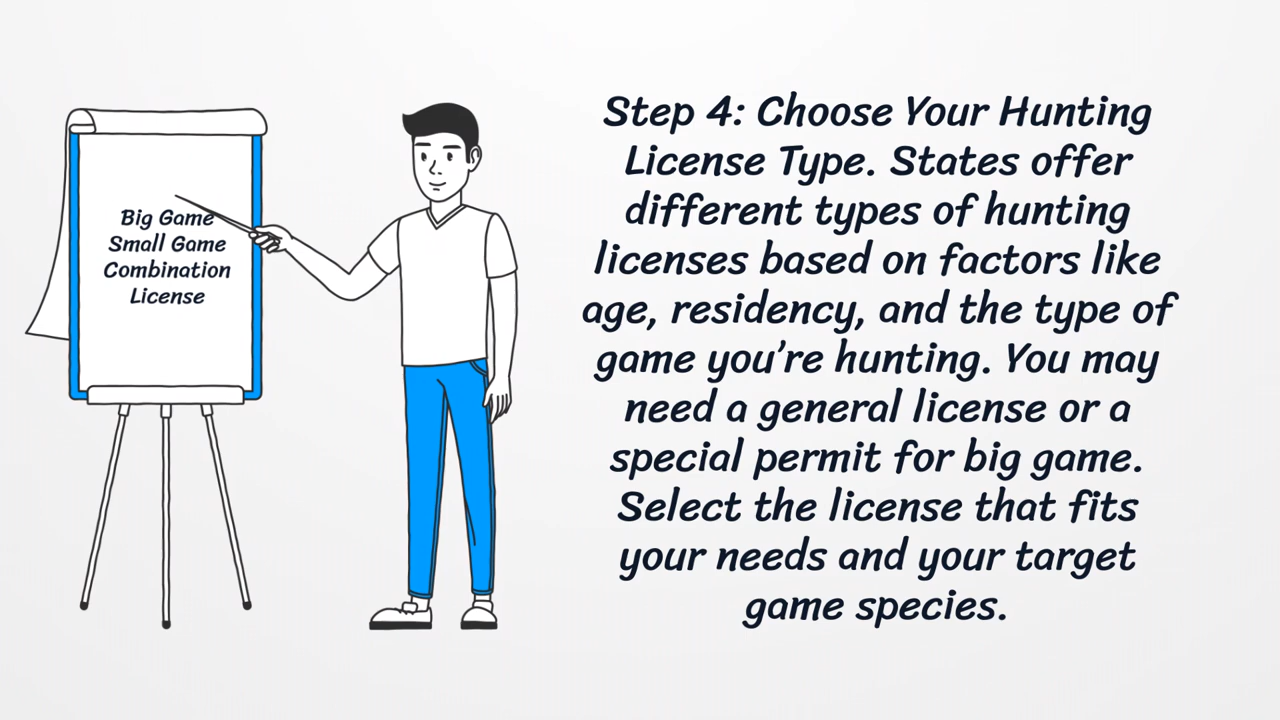 Big Game
Small Game
Combination
License
Step 4: Choose Your Hunting
License Type. States offer
different types of hunting
licenses based on factors like
age, residency, and the type of
game you're hunting. You may
need a general license or a
special permit for big game.
Select the license that fits
your needs and your target
game species.